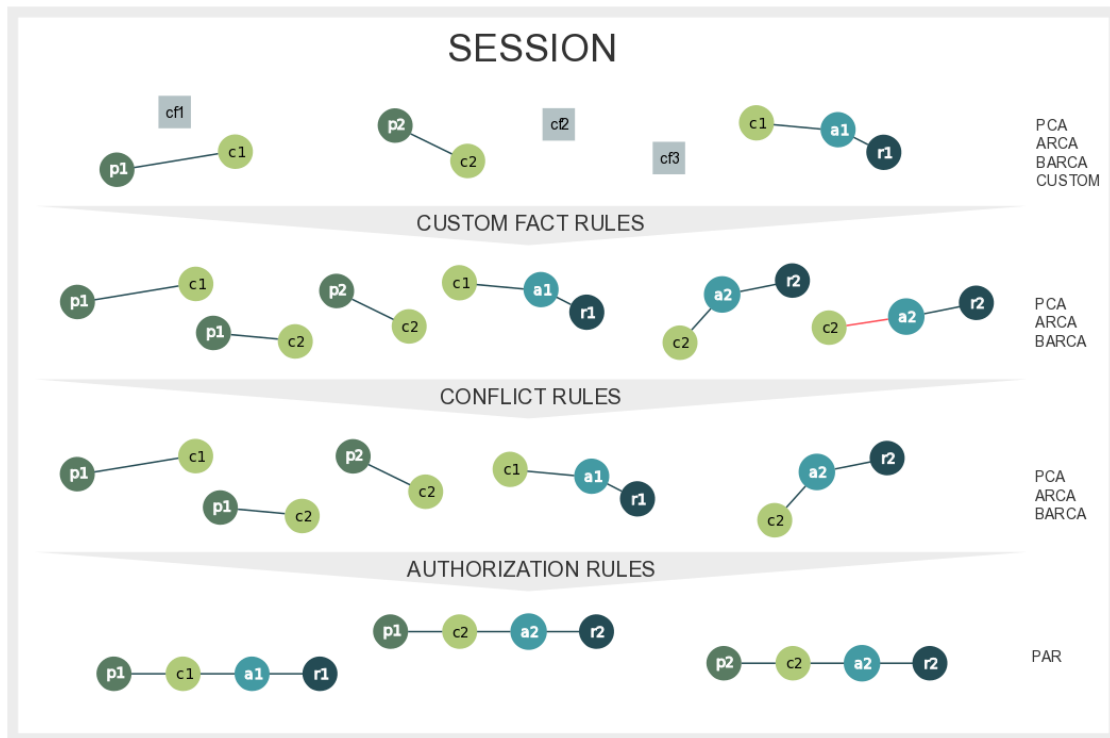 SESSION
cf1
p1
c1
p2
c2
cf2
cf3
c1
a1
r1
PCA
ARCA
BARCA
CUSTOM
CUSTOM FACT RULES
p1
c1
p1
c2
p2
c2
c1
a1
r1
c2
a2
r2
c2
a2
r2
PCA
ARCA
BARCA
CONFLICT RULES
p1
c1
p1
c2
p2
c2
c1
a1
r1
c2
a2
r2
PCA
ARCA
BARCA
AUTHORIZATION RULES
p1 c1 a1 r1
p1 c2 a2 r2
p2 c2 a2 r2
PAR